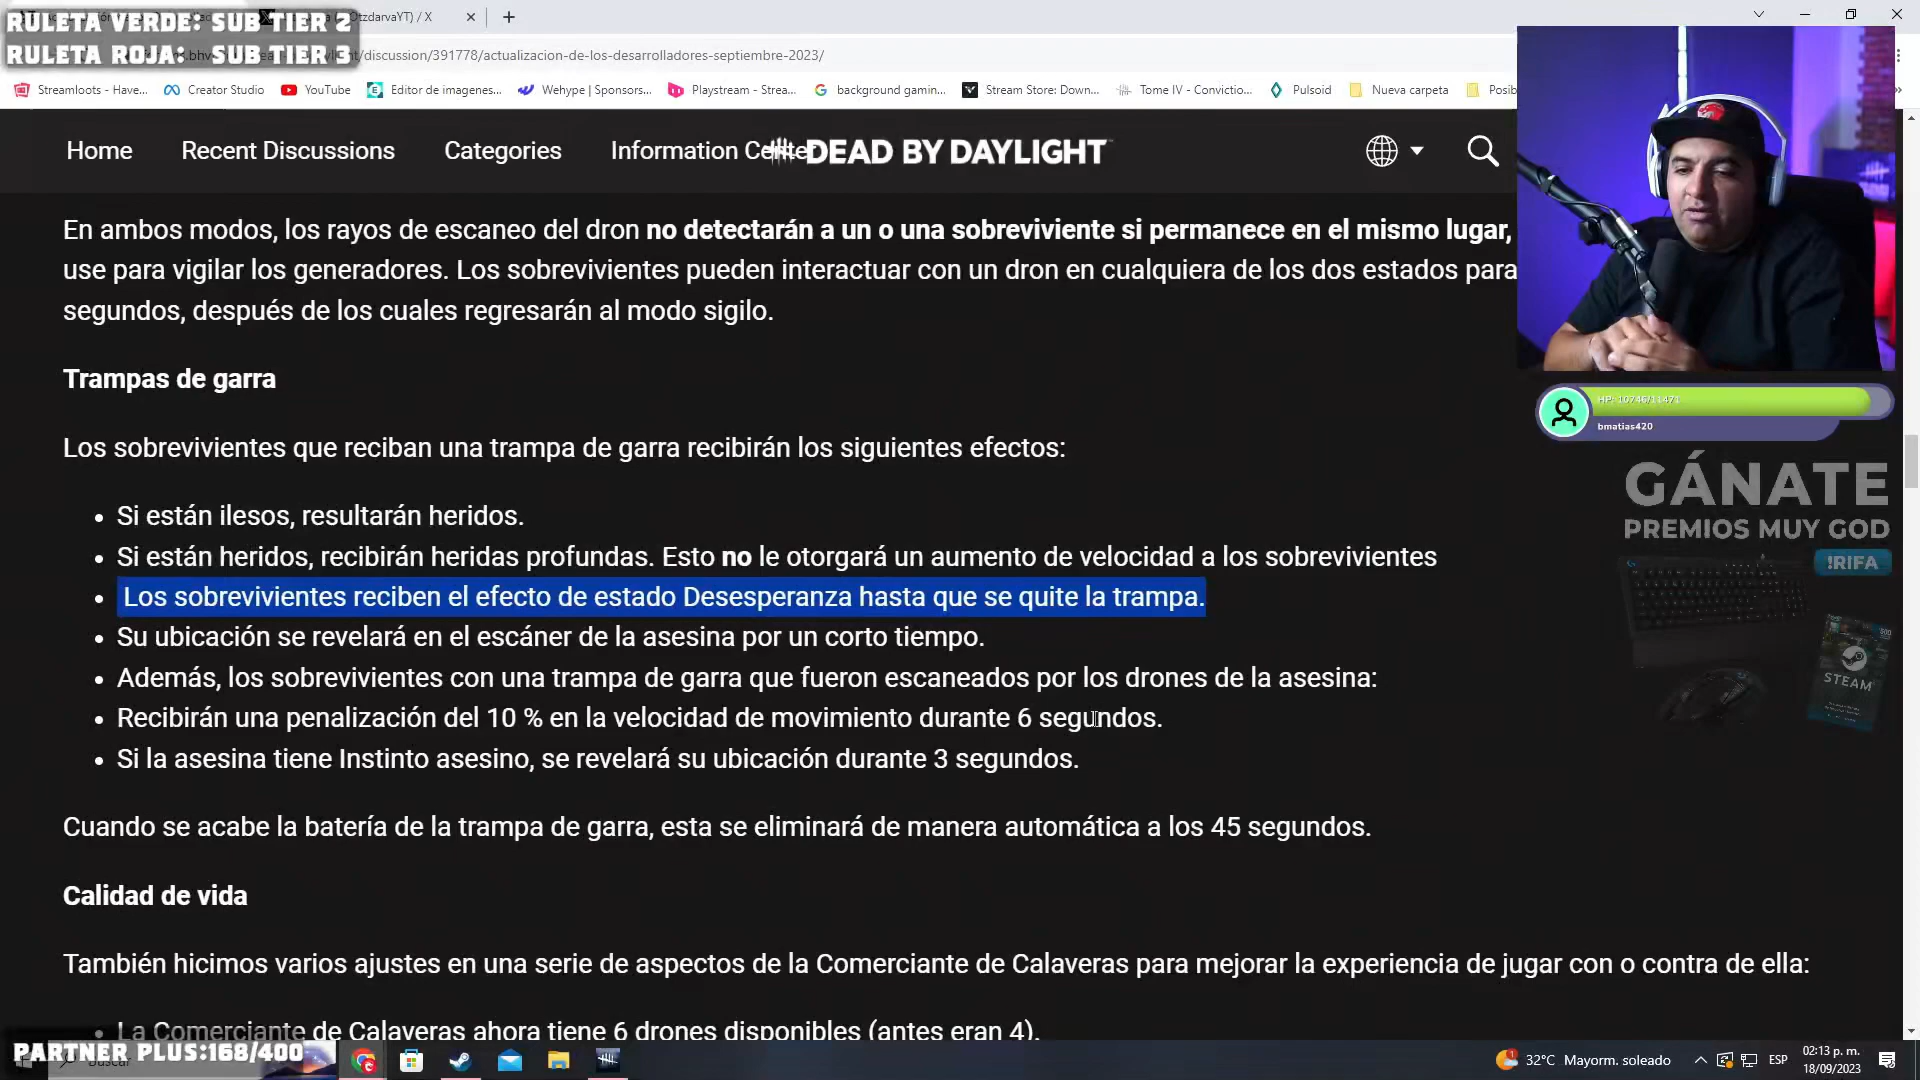 RULETA VERDE: SUB TIER 2
RULETA ROJA: SUB TIER 3
OtzdarvaYT) / X
/discussion/391778/actualizacion-de-los-desarrolladores-septiembre-2023/
Streamloots - Have...
Creator Studio
YouTube
Editor de imagenes...
Wehype | Sponsors...
Playstream - Strea...
background gamin...
Stream Store: Down...
Tome IV - Convictio...
Pulsoid
Nueva carpeta
Posib
Home
Recent Discussions
Categories
Information Center
DEAD BY DAYLIGHT
En ambos modos, los rayos de escaneo del dron no detectarán a un o una sobreviviente si permanece en el mismo lugar,
use para vigilar los generadores. Los sobrevivientes pueden interactuar con un dron en cualquiera de los dos estados para
segundos, después de los cuales regresarán al modo sigilo.
Trampas de garra
Los sobrevivientes que reciban una trampa de garra recibirán los siguientes efectos:
• Si están ilesos, resultarán heridos.
• Si están heridos, recibirán heridas profundas. Esto no le otorgará un aumento de velocidad a los sobrevivientes
• Los sobrevivientes reciben el efecto de estado Desesperanza hasta que se quite la trampa.
• Su ubicación se revelará en el escáner de la asesina por un corto tiempo.
• Además, los sobrevivientes con una trampa de garra que fueron escaneados por los drones de la asesina:
• Recibirán una penalización del 10 % en la velocidad de movimiento durante 6 segundos.
• Si la asesina tiene Instinto asesino, se revelará su ubicación durante 3 segundos.
Cuando se acabe la batería de la trampa de garra, esta se eliminará de manera automática a los 45 segundos.
Calidad de vida
También hicimos varios ajustes en una serie de aspectos de la Comerciante de Calaveras para mejorar la experiencia de jugar con o contra de ella:
• La Comerciante de Calaveras ahora tiene 6 drones disponibles (antes eran 4).
HP: 10746/11471
bmatias420
GÁNATE
PREMIOS MUY GOD
!RIFA
STEAM
PARTNER PLUS:168/400
Buscar
32°C Mayorm. soleado
ESP
02:13 p. m.
18/09/2023